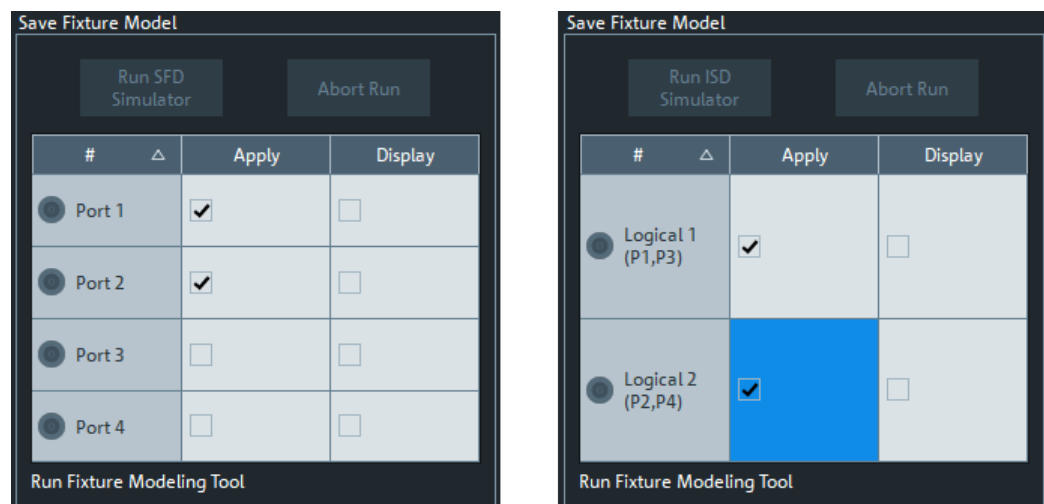 Save Fixture Model
Run SFD
Simulator
Abort Run
# Apply Display
Port 1
Port 2
Port 3
Port 4
Run Fixture Modeling Tool
Save Fixture Model
Run ISD
Simulator
Abort Run
# Apply Display
Logical 1
(P1,P3)
Logical 2
(P2,P4)
Run Fixture Modeling Tool